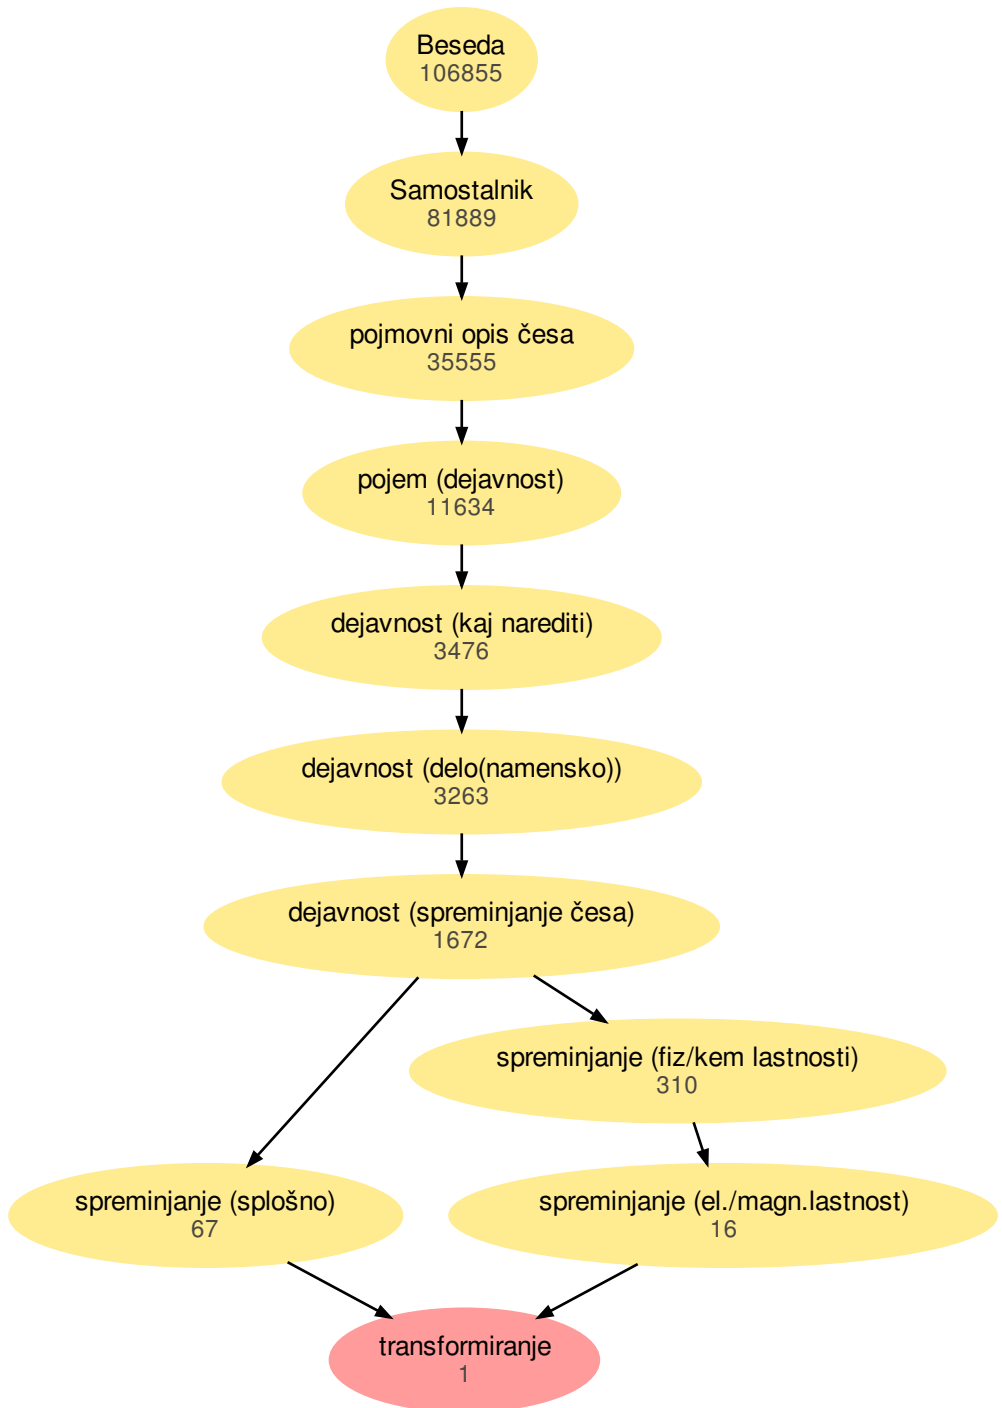 Beseda
106855
Samostalnik
81889
pojmovni opis česa
35555
pojem (dejavnost)
11634
dejavnost (kaj narediti)
3476
dejavnost (delo(namensko))
3263
dejavnost (spreminjanje česa)
1672
spreminjanje (fiz/kem lastnosti)
310
spreminjanje (splošno)
67
spreminjanje (el./magn.lastnost)
16
transformiranje
1